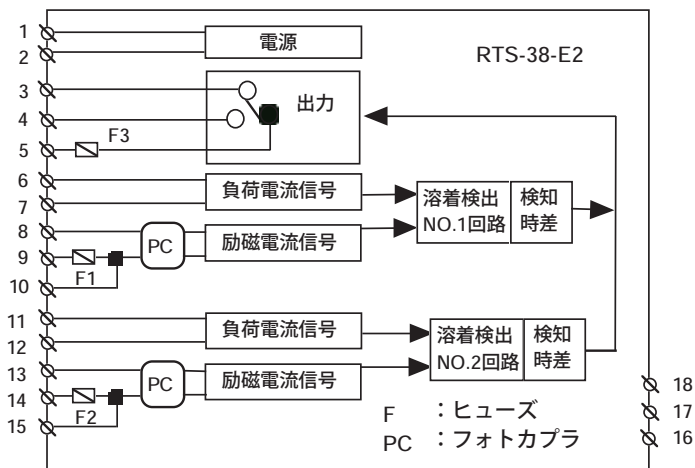 1
電源
2
RTS-38-E2
3
出力
4
F3
5
6
負荷電流信号
7
溶着検出
NO.1回路
検知
時差
8
PC
励磁電流信号
9
F1
10
11
負荷電流信号
12
溶着検出
NO.2回路
検知
時差
13
PC
励磁電流信号
14
F2
15
F :ヒューズ
PC :フォトカプラ
18
17
16